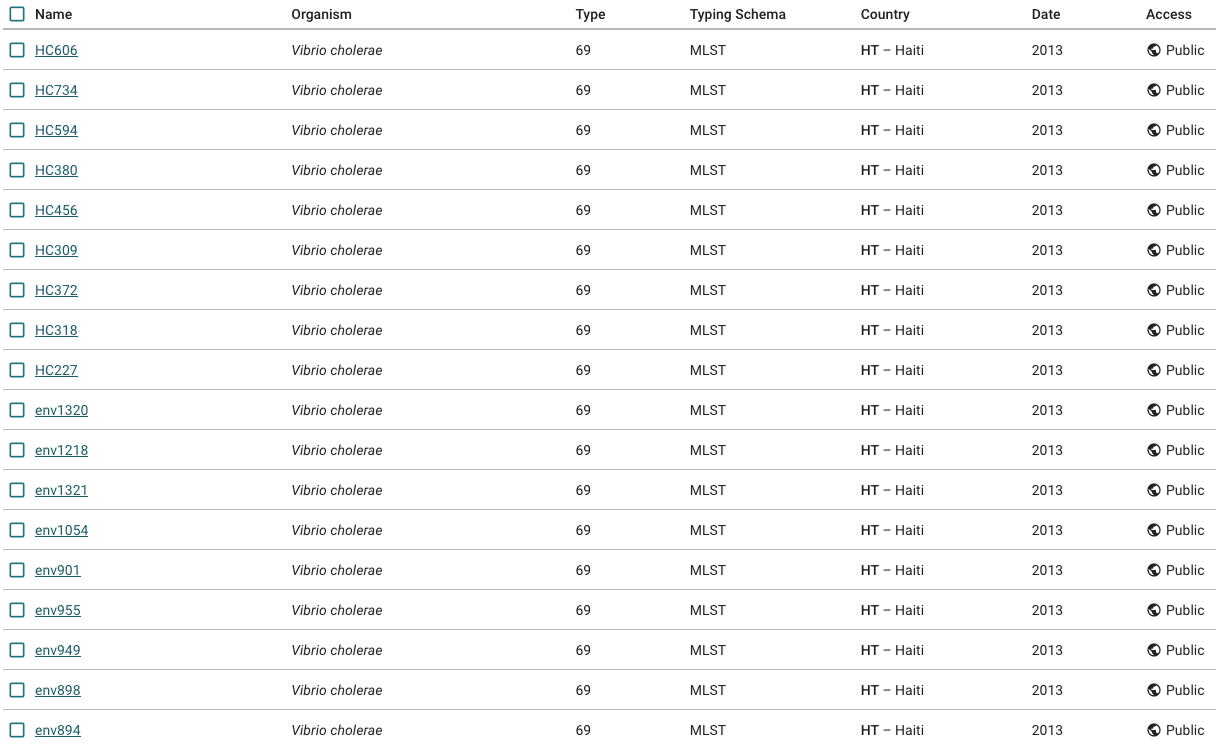 Name Organism Type Typing Schema Country Date Access
HC606 Vibrio cholerae 69 MLST HT – Haiti 2013 Public
HC734 Vibrio cholerae 69 MLST HT – Haiti 2013 Public
HC594 Vibrio cholerae 69 MLST HT – Haiti 2013 Public
HC380 Vibrio cholerae 69 MLST HT – Haiti 2013 Public
HC456 Vibrio cholerae 69 MLST HT – Haiti 2013 Public
HC309 Vibrio cholerae 69 MLST HT – Haiti 2013 Public
HC372 Vibrio cholerae 69 MLST HT – Haiti 2013 Public
HC318 Vibrio cholerae 69 MLST HT – Haiti 2013 Public
HC227 Vibrio cholerae 69 MLST HT – Haiti 2013 Public
env1320 Vibrio cholerae 69 MLST HT – Haiti 2013 Public
env1218 Vibrio cholerae 69 MLST HT – Haiti 2013 Public
env1321 Vibrio cholerae 69 MLST HT – Haiti 2013 Public
env1054 Vibrio cholerae 69 MLST HT – Haiti 2013 Public
env901 Vibrio cholerae 69 MLST HT – Haiti 2013 Public
env955 Vibrio cholerae 69 MLST HT – Haiti 2013 Public
env949 Vibrio cholerae 69 MLST HT – Haiti 2013 Public
env898 Vibrio cholerae 69 MLST HT – Haiti 2013 Public
env894 Vibrio cholerae 69 MLST HT – Haiti 2013 Public